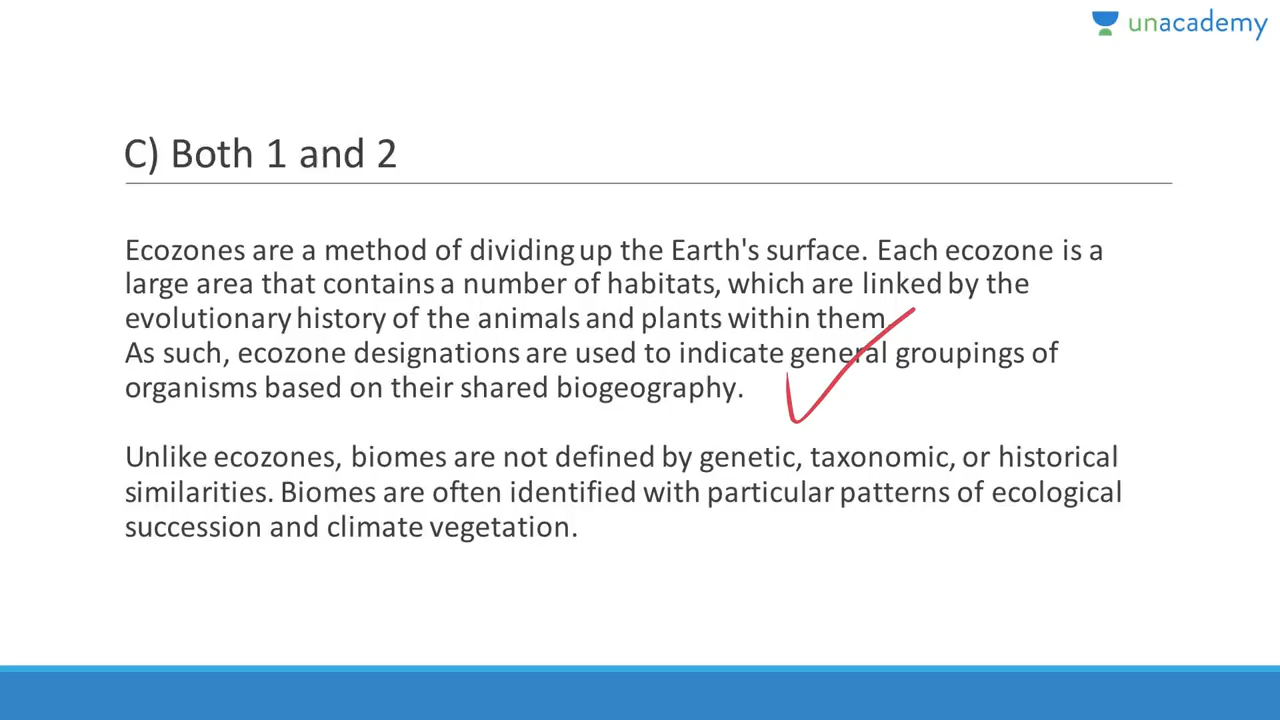 unacademy
C) Both 1 and 2
Ecozones are a method of dividing up the Earth's surface. Each ecozone is a
large area that contains a number of habitats, which are linked by the
evolutionary history of the animals and plants within them.
As such, ecozone designations are used to indicate general groupings of
organisms based on their shared biogeography.
Unlike ecozones, biomes are not defined by genetic, taxonomic, or historical
similarities. Biomes are often identified with particular patterns of ecological
succession and climate vegetation.